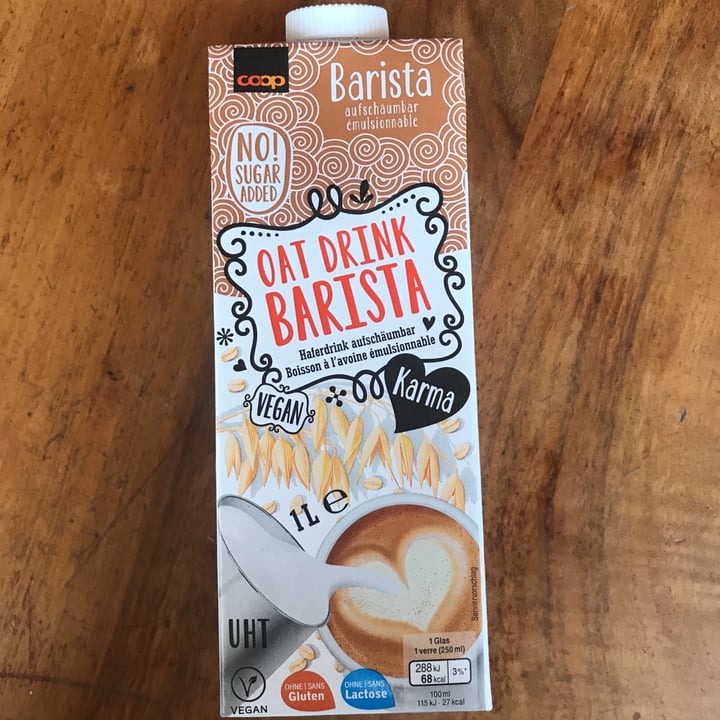 coop
Barista
aufschäumbar
émulsionnable
NO!
SUGAR
ADDED
OAT DRINK
BARISTA
Haferdrink aufschäumbar
Boisson à l'avoine émulsionnable
Karma
VEGAN
1L e
Serviervorschlag
UHT
1 Glas
1 verre (250 ml)
288 kJ
68 kcal
3%*
100 ml
115 kJ · 27 kcal
V
VEGAN
OHNE | SANS
Gluten
OHNE | SANS
Lactose